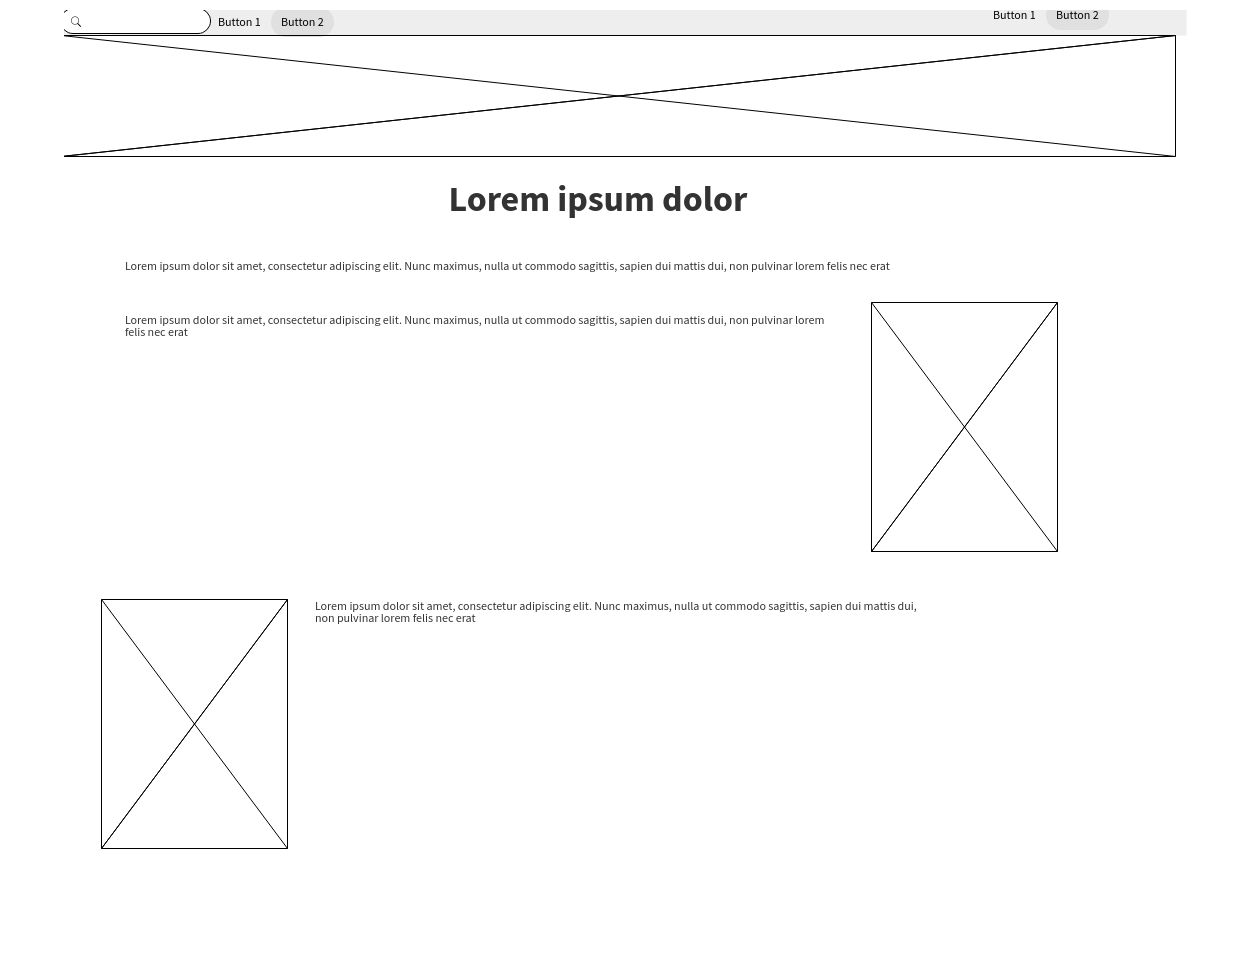 Button 1
Button 2
Button 1
Button 2
Lorem ipsum dolor
Lorem ipsum dolor sit amet, consectetur adipiscing elit. Nunc maximus, nulla ut commodo sagittis, sapien dui mattis dui, non pulvinar lorem felis nec erat
Lorem ipsum dolor sit amet, consectetur adipiscing elit. Nunc maximus, nulla ut commodo sagittis, sapien dui mattis dui, non pulvinar lorem
felis nec erat
Lorem ipsum dolor sit amet, consectetur adipiscing elit. Nunc maximus, nulla ut commodo sagittis, sapien dui mattis dui,
non pulvinar lorem felis nec erat